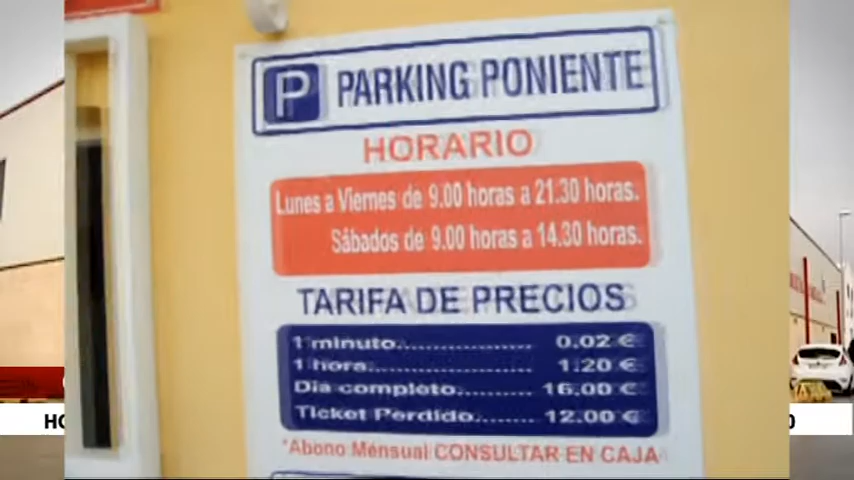 P PARKING PONIENTE
HORARIO
Lunes a Viernes de 9.00 horas a 21.30 horas.
Sábados de 9.00 horas a 14.30 horas.
TARIFA DE PRECIOS
1 minuto.................... 0.02 €
1 hora........................ 1.20 €
Dia completo............ 16.00 €
Ticket Perdido.......... 12.00 €
*Abono Mensual CONSULTAR EN CAJA